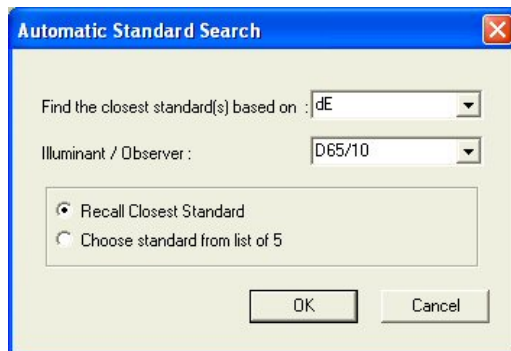 Automatic Standard Search
Find the closest standard(s) based on : dE
Illuminant / Observer : D65/10
Recall Closest Standard
Choose standard from list of 5
OK Cancel